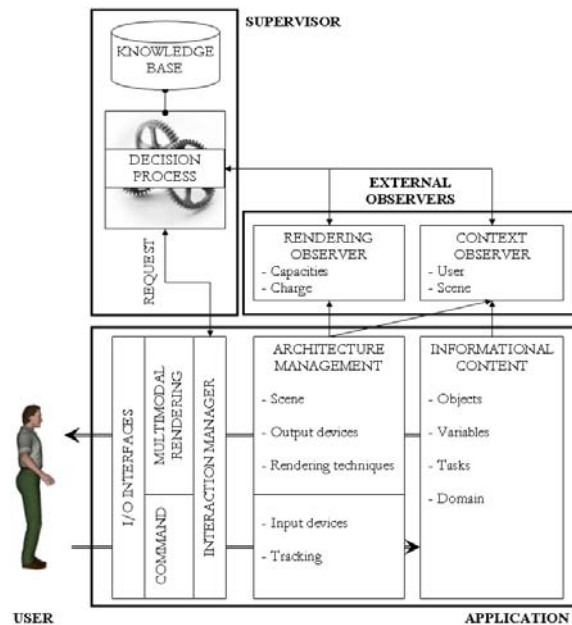 SUPERVISOR
KNOWLEDGE
BASE
DECISION
PROCESS
REQUEST
EXTERNAL
OBSERVERS
RENDERING
OBSERVER
- Capacities
- Charge
CONTEXT
OBSERVER
- User
- Scene
I/O INTERFACES
MULTIMODAL
RENDERING
COMMAND
INTERACTION MANAGER
ARCHITECTURE
MANAGEMENT
- Scene
- Output devices
- Rendering techniques
- Input devices
- Tracking
INFORMATIONAL
CONTENT
- Objects
- Variables
- Tasks
- Domain
USER
APPLICATION